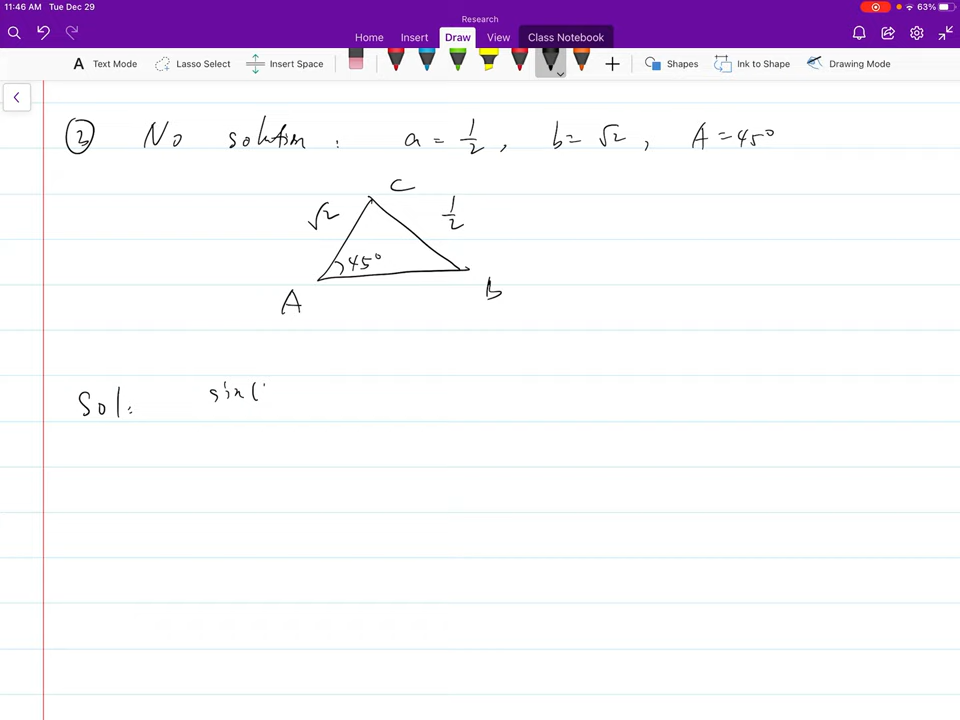 11:46 AM Tue Dec 29
63%
Research
Home Insert Draw View Class Notebook
A Text Mode Lasso Select Insert Space Shapes Ink to Shape Drawing Mode
② No solution : a = 1/2 , b = √2 , A = 45°
C
√2 1/2
45°
A B
Sol: sin(